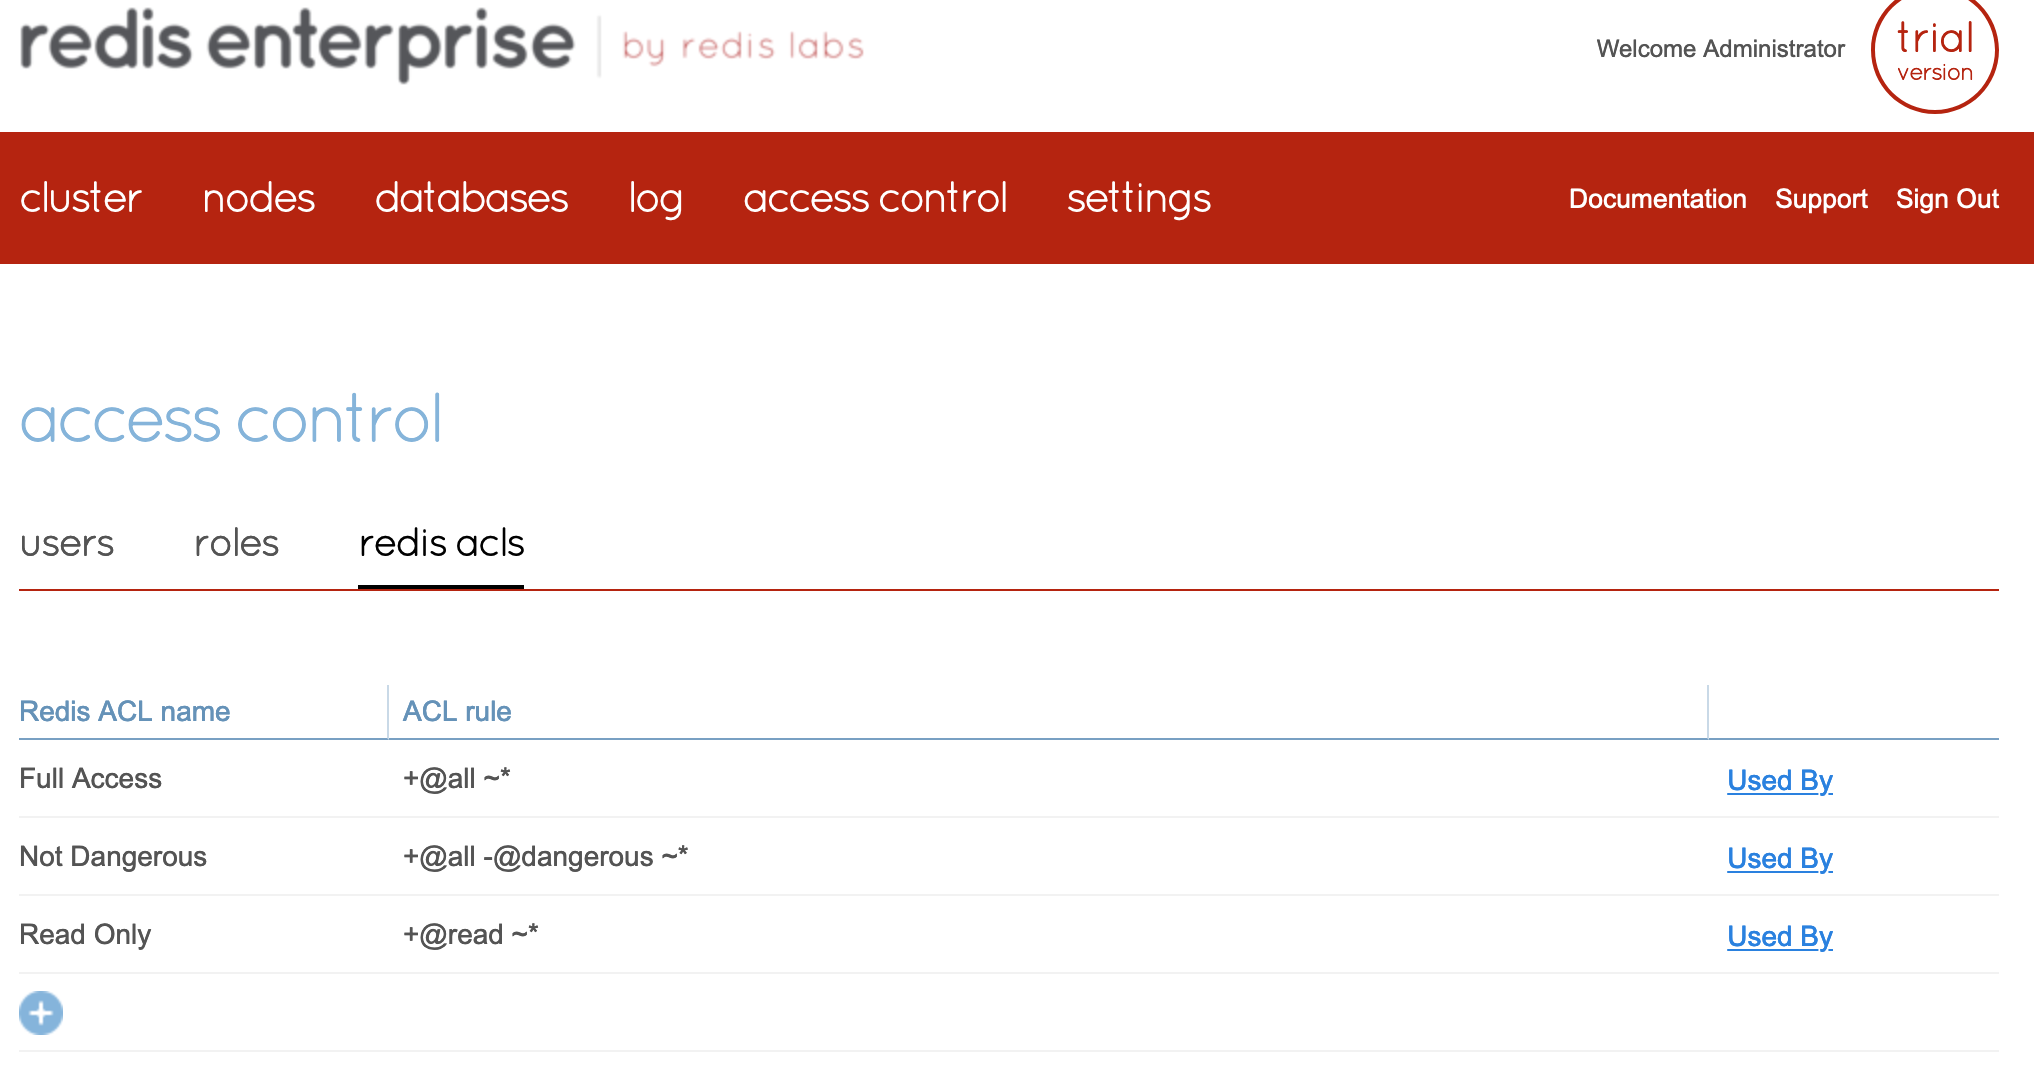 redis enterprise | by redis labs
Welcome Administrator
trial
version
cluster nodes databases log access control settings Documentation Support Sign Out
access control
users roles redis acls
Redis ACL name ACL rule
Full Access +@all ~* Used By
Not Dangerous +@all -@dangerous ~* Used By
Read Only +@read ~* Used By